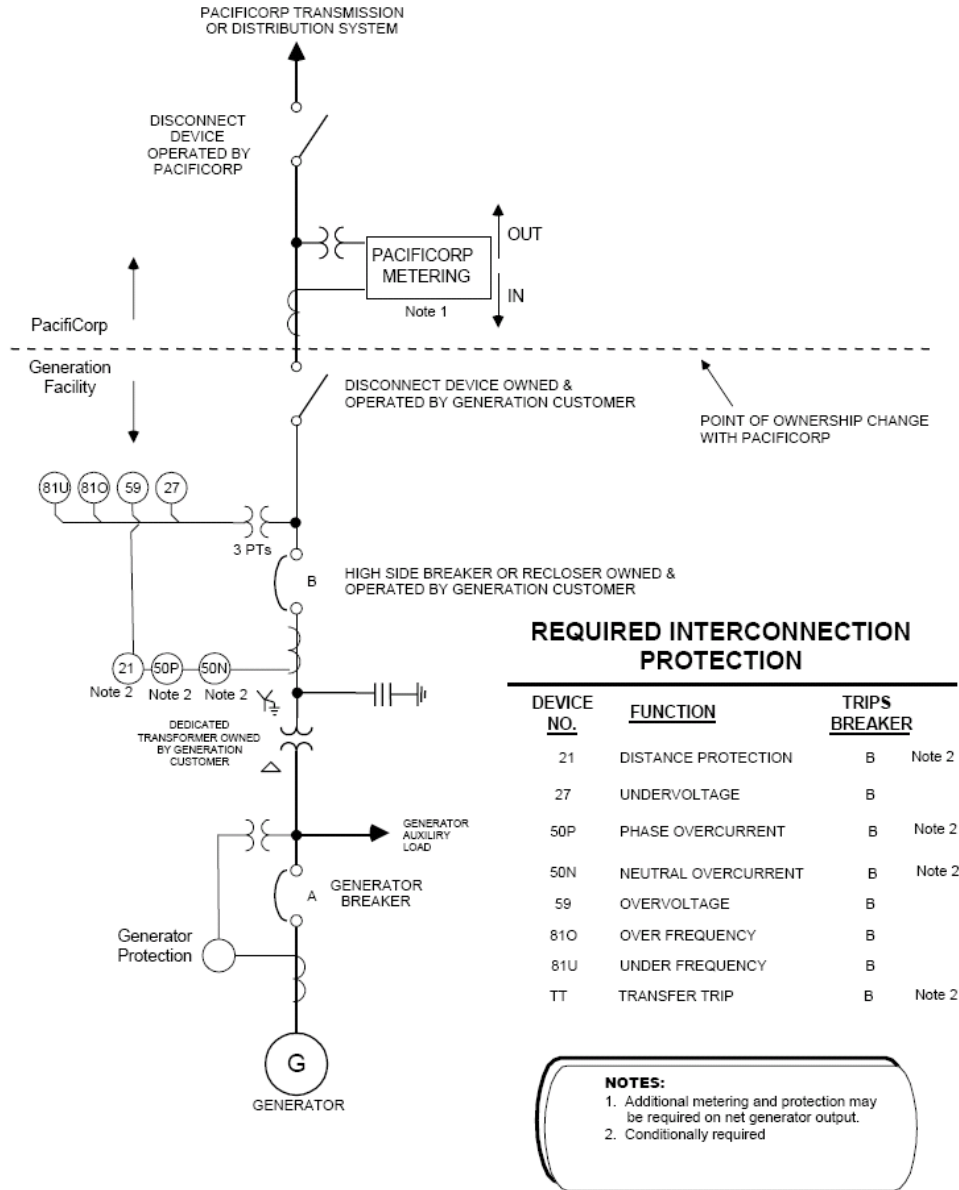 PACIFICORP TRANSMISSION
OR DISTRIBUTION SYSTEM
DISCONNECT
DEVICE
OPERATED BY
PACIFICORP
OUT
PACIFICORP
METERING
IN
Note 1
PacifiCorp
Generation
Facility
DISCONNECT DEVICE OWNED &
OPERATED BY GENERATION CUSTOMER
POINT OF OWNERSHIP CHANGE
WITH PACIFICORP
81U 81O 59 27
3 PTs
B
HIGH SIDE BREAKER OR RECLOSER OWNED &
OPERATED BY GENERATION CUSTOMER
21 50P 50N
Note 2 Note 2 Note 2
DEDICATED
TRANSFORMER OWNED
BY GENERATION
CUSTOMER
GENERATOR
AUXILIRY
LOAD
A
GENERATOR
BREAKER
Generator
Protection
G
GENERATOR
REQUIRED INTERCONNECTION
PROTECTION
DEVICE NO. FUNCTION TRIPS BREAKER
21 DISTANCE PROTECTION B Note 2
27 UNDERVOLTAGE B
50P PHASE OVERCURRENT B Note 2
50N NEUTRAL OVERCURRENT B Note 2
59 OVERVOLTAGE B
81O OVER FREQUENCY B
81U UNDER FREQUENCY B
TT TRANSFER TRIP B Note 2
NOTES:
1. Additional metering and protection may
be required on net generator output.
2. Conditionally required